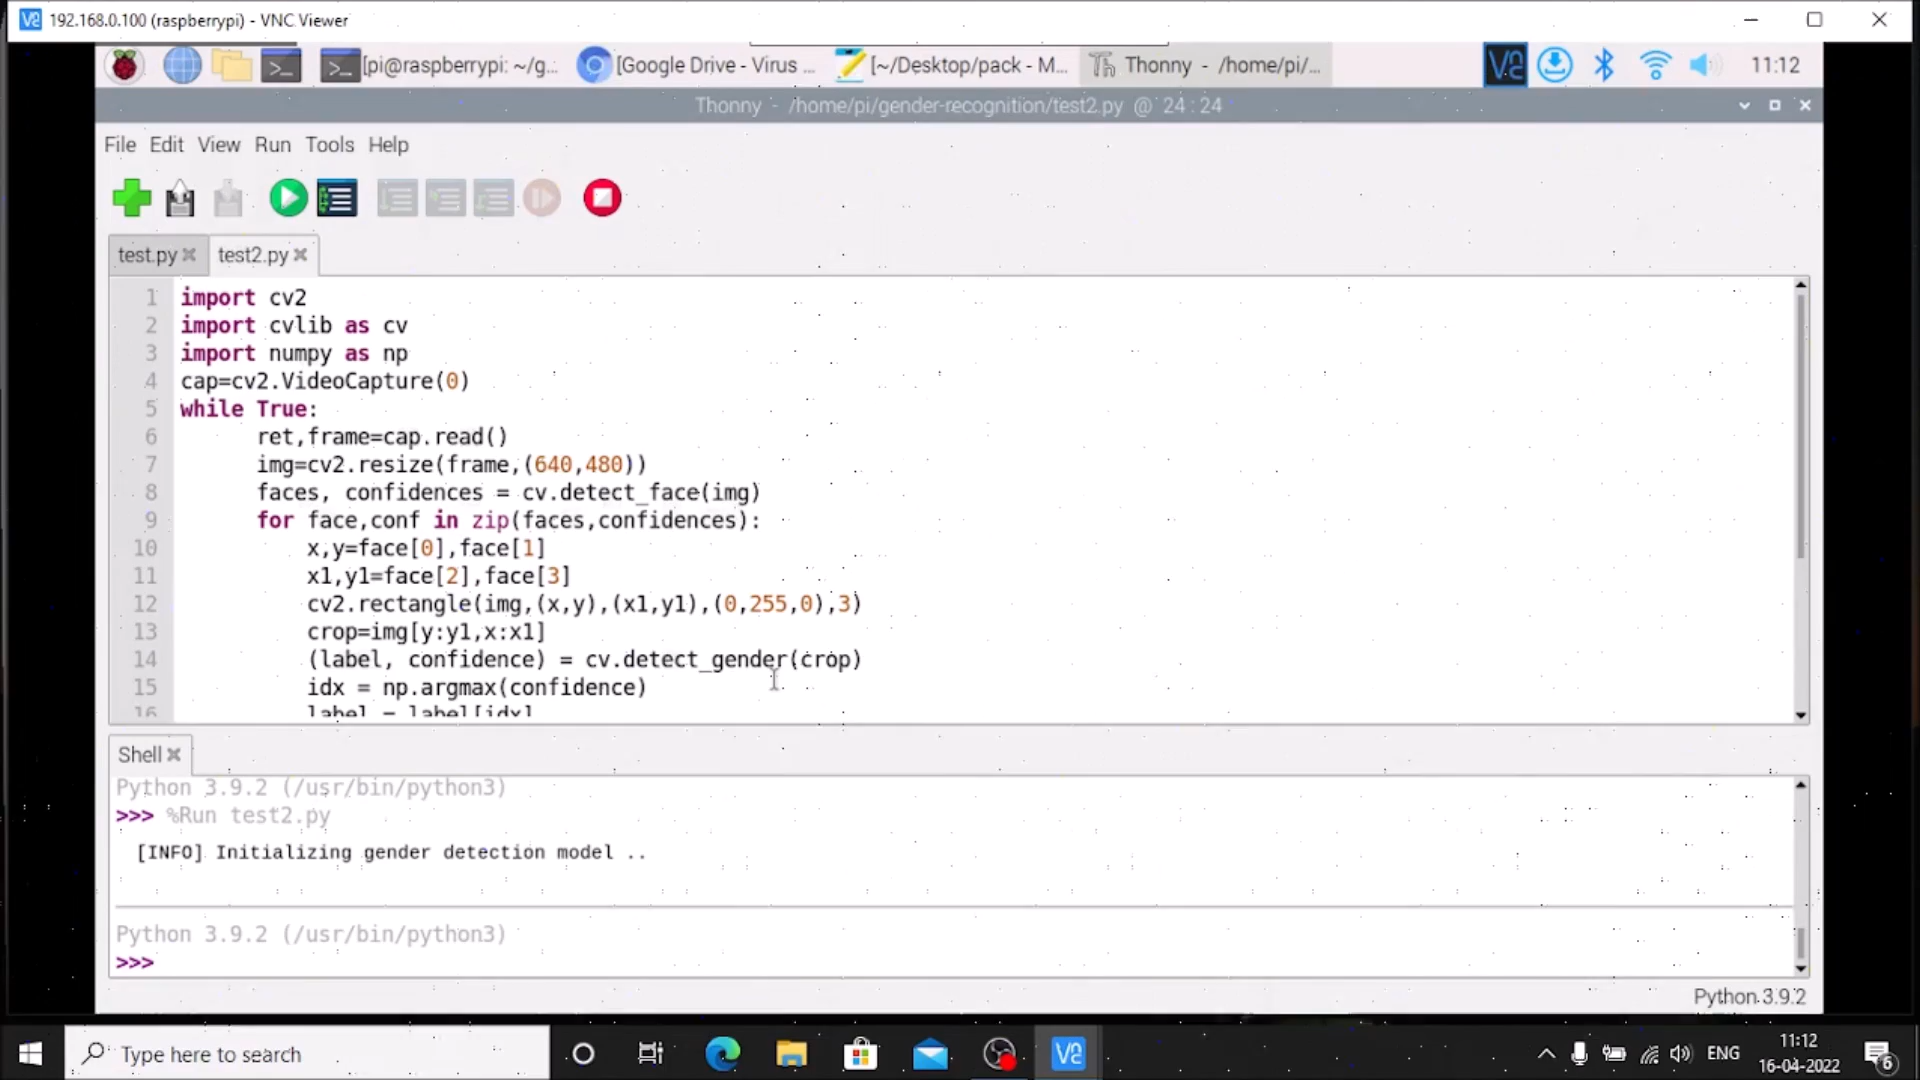 192.168.0.100 (raspberrypi) - VNC Viewer
[pi@raspberrypi: ~/g... [Google Drive - Virus ... [~/Desktop/pack - M... Thonny - /home/pi/... 11:12
Thonny - /home/pi/gender-recognition/test2.py @ 24 : 24
File Edit View Run Tools Help
test.py test2.py
1 import cv2
2 import cvlib as cv
3 import numpy as np
4 cap=cv2.VideoCapture(0)
5 while True:
6 ret,frame=cap.read()
7 img=cv2.resize(frame,(640,480))
8 faces, confidences = cv.detect_face(img)
9 for face,conf in zip(faces,confidences):
10 x,y=face[0],face[1]
11 x1,y1=face[2],face[3]
12 cv2.rectangle(img,(x,y),(x1,y1),(0,255,0),3)
13 crop=img[y:y1,x:x1]
14 (label, confidence) = cv.detect_gender(crop)
15 idx = np.argmax(confidence)
16 label = label[idx]
Shell
Python 3.9.2 (/usr/bin/python3)
>>> %Run test2.py
[INFO] Initializing gender detection model ..
Python 3.9.2 (/usr/bin/python3)
>>>
Python 3.9.2
Type here to search
ENG
11:12
16-04-2022
6